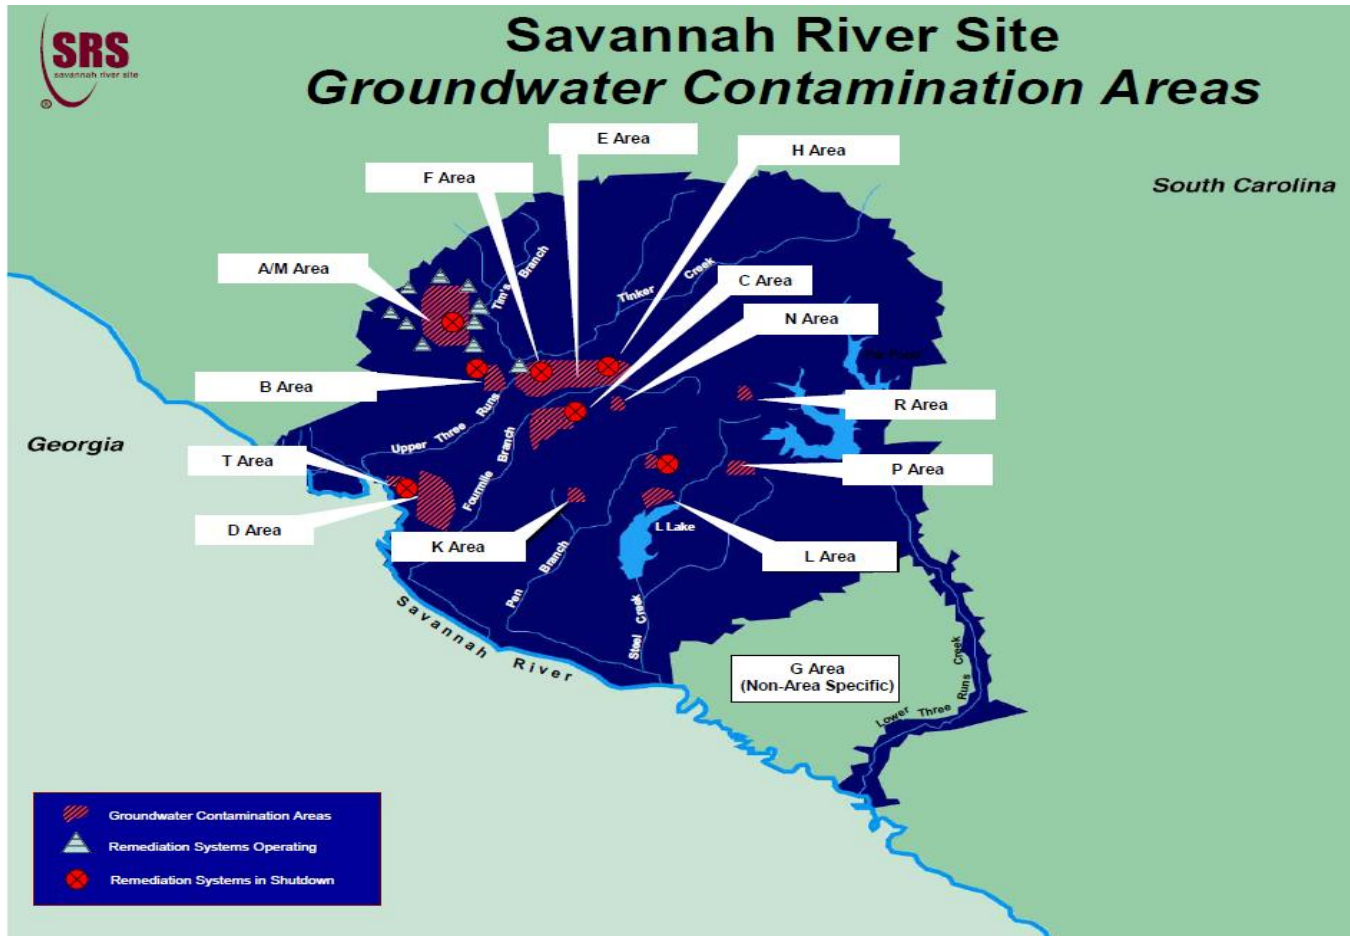 SRS
savannah river site
®
Savannah River Site
Groundwater Contamination Areas
E Area
H Area
F Area
South Carolina
A/M Area
Tim's Branch
Tinker Creek
C Area
N Area
Par Pond
B Area
R Area
Georgia
Upper Three Runs
Fourmile Branch
T Area
P Area
D Area
K Area
L Lake
L Area
Pen Branch
Steel Creek
Savannah River
G Area
(Non-Area Specific)
Lower Three Runs Creek
Groundwater Contamination Areas
Remediation Systems Operating
Remediation Systems in Shutdown